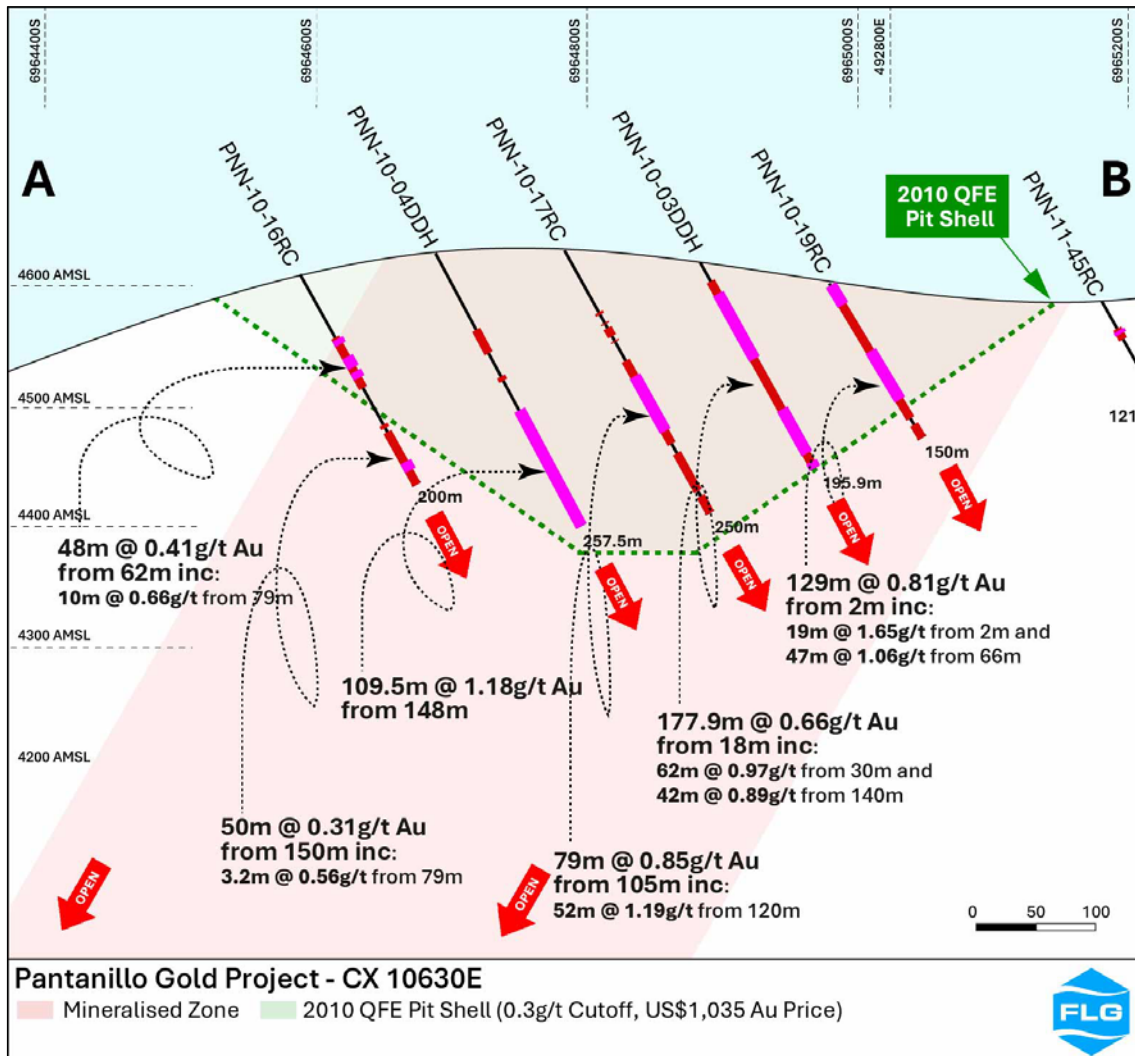 6964400S
6964600S
6964800S
6965000S
492800E
6965200S
A
B
PNN-10-16RC
PNN-10-04DDH
PNN-10-17RC
PNN-10-03DDH
PNN-10-19RC
PNN-11-45RC
2010 QFE
Pit Shell
4600 AMSL
4500 AMSL
4400 AMSL
4300 AMSL
4200 AMSL
200m
257.5m
250m
195.9m
150m
121
OPEN
OPEN
OPEN
OPEN
OPEN
48m @ 0.41g/t Au
from 62m inc:
10m @ 0.66g/t from 79m
109.5m @ 1.18g/t Au
from 148m
129m @ 0.81g/t Au
from 2m inc:
19m @ 1.65g/t from 2m and
47m @ 1.06g/t from 66m
177.9m @ 0.66g/t Au
from 18m inc:
62m @ 0.97g/t from 30m and
42m @ 0.89g/t from 140m
50m @ 0.31g/t Au
from 150m inc:
3.2m @ 0.56g/t from 79m
79m @ 0.85g/t Au
from 105m inc:
52m @ 1.19g/t from 120m
OPEN
OPEN
0 50 100
Pantanillo Gold Project - CX 10630E
Mineralised Zone
2010 QFE Pit Shell (0.3g/t Cutoff, US$1,035 Au Price)
FLG